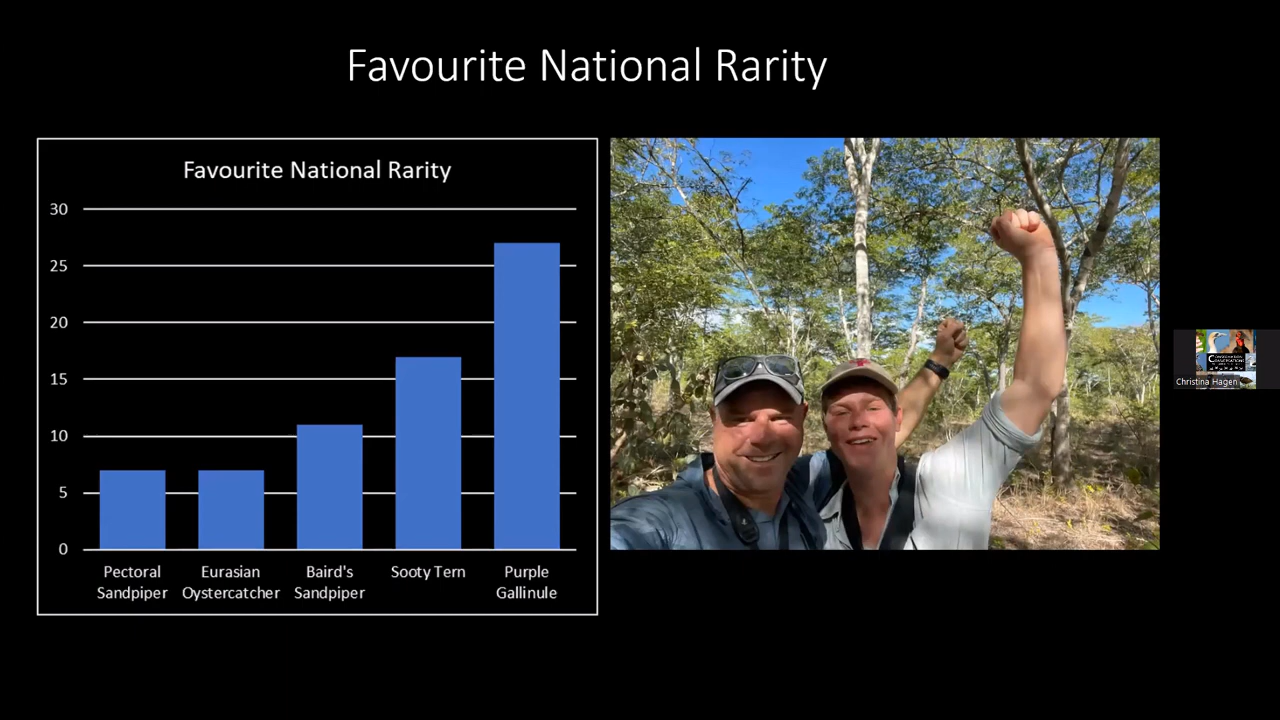 Favourite National Rarity
Favourite National Rarity
30
25
20
15
10
5
0
Pectoral
Sandpiper
Eurasian
Oystercatcher
Baird's
Sandpiper
Sooty Tern
Purple
Gallinule
Christina Hagen